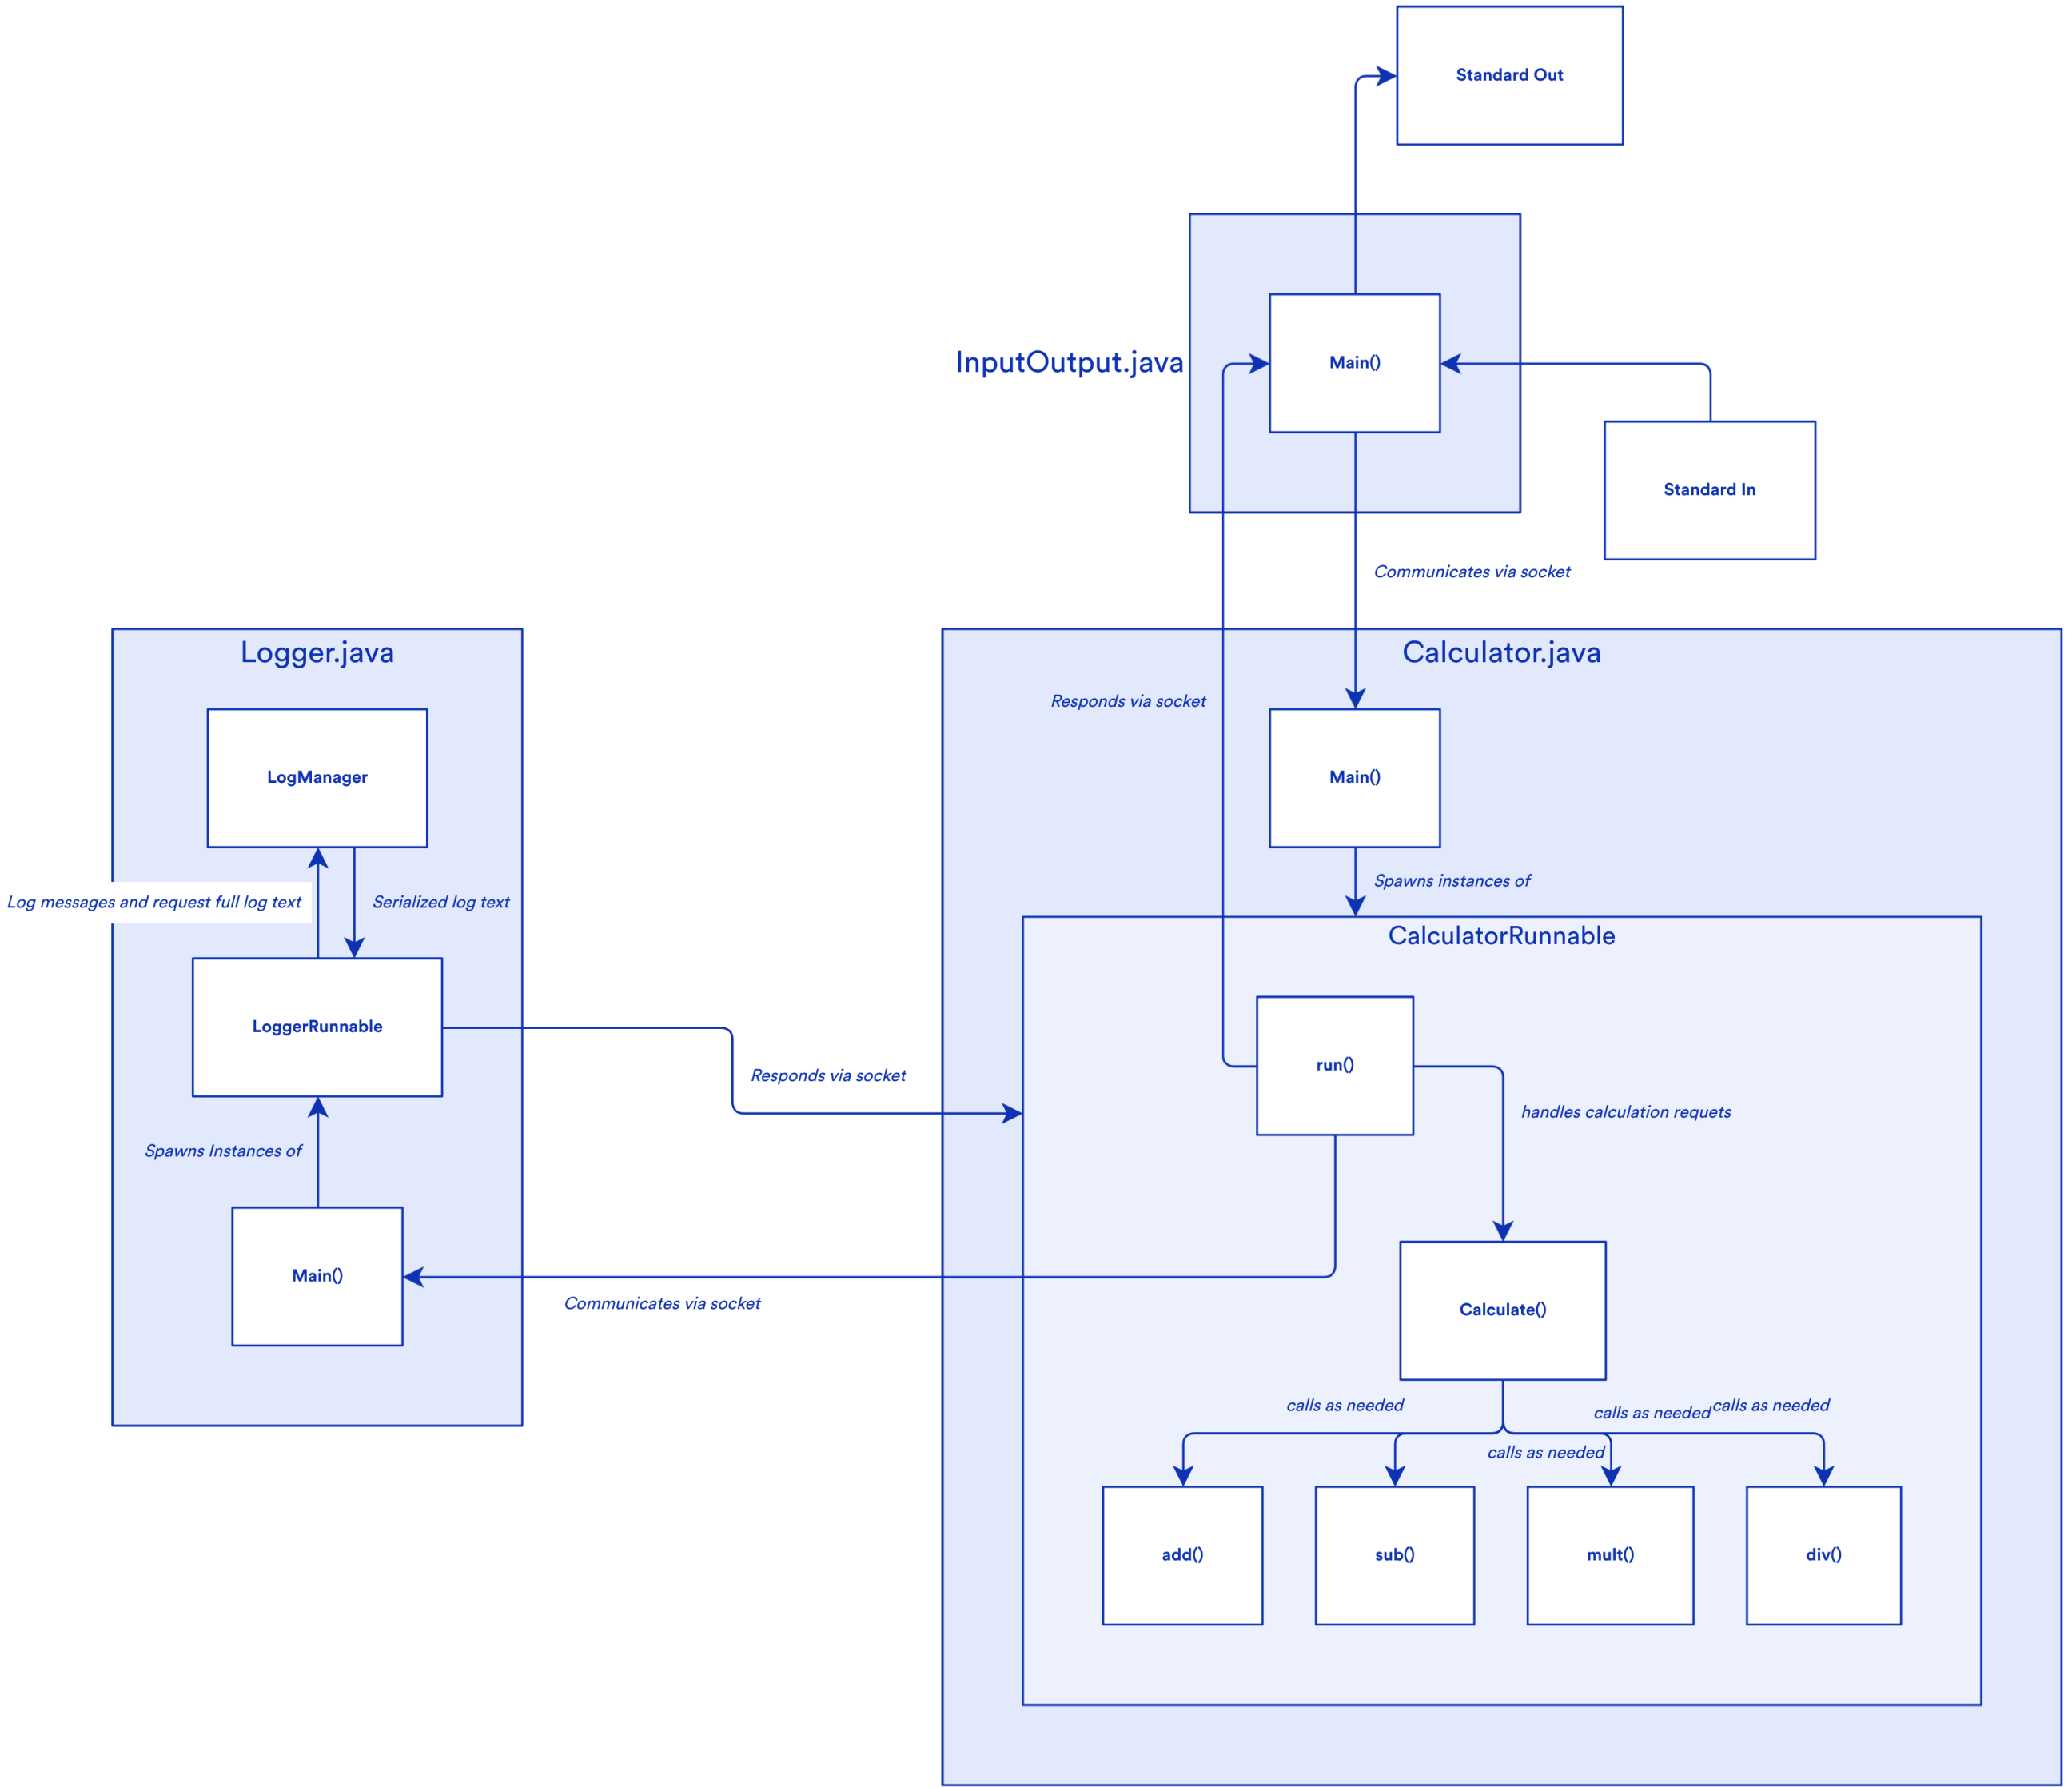 Standard Out
InputOutput.java
Main()
Standard In
Communicates via socket
Logger.java
Calculator.java
Responds via socket
LogManager
Main()
Log messages and request full log text
Serialized log text
Spawns instances of
CalculatorRunnable
LoggerRunnable
run()
Responds via socket
handles calculation requets
Spawns Instances of
Main()
Communicates via socket
Calculate()
calls as needed
calls as needed
calls as needed
calls as needed
add()
sub()
mult()
div()